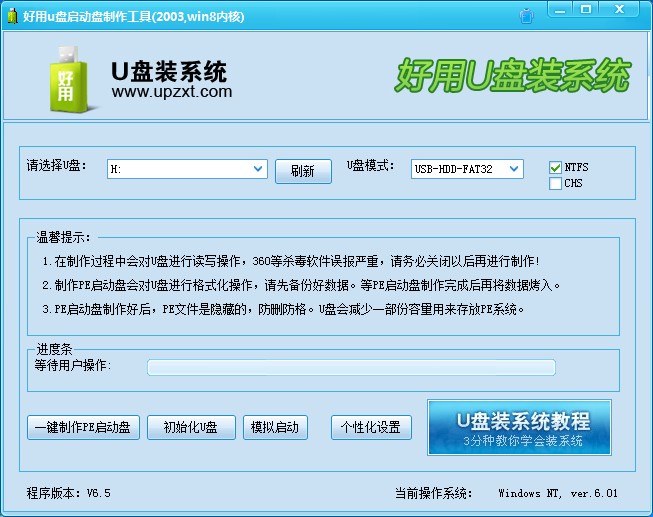 好用u盘启动盘制作工具(2003,win8内核)
好用
U盘装系统
www.upzxt.com
好用U盘装系统
请选择U盘： H: 刷新 U盘模式： USB-HDD-FAT32 NTFS
CHS
温馨提示：
1.在制作过程中会对U盘进行读写操作，360等杀毒软件误报严重，请务必关闭以后再进行制作!
2.制作PE启动盘会对U盘进行格式化操作，请先备份好数据。等PE启动盘制作完成后再将数据烤入。
3.PE启动盘制作好后，PE文件是隐藏的，防删防格。U盘会减少一部份容量用来存放PE系统。
进度条
等待用户操作:
一键制作PE启动盘 初始化U盘 模拟启动 个性化设置
U盘装系统教程
3分种教你学会装系统
程序版本：V6.5 当前操作系统： Windows NT, ver.6.01